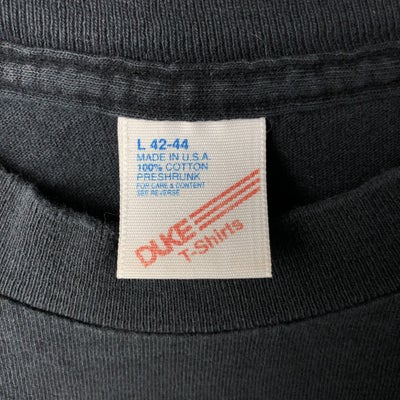 L 42-44
MADE IN U.S.A.
100% COTTON
PRESHRUNK
FOR CARE & CONTENT
SEE REVERSE
DUKE
T-Shirts